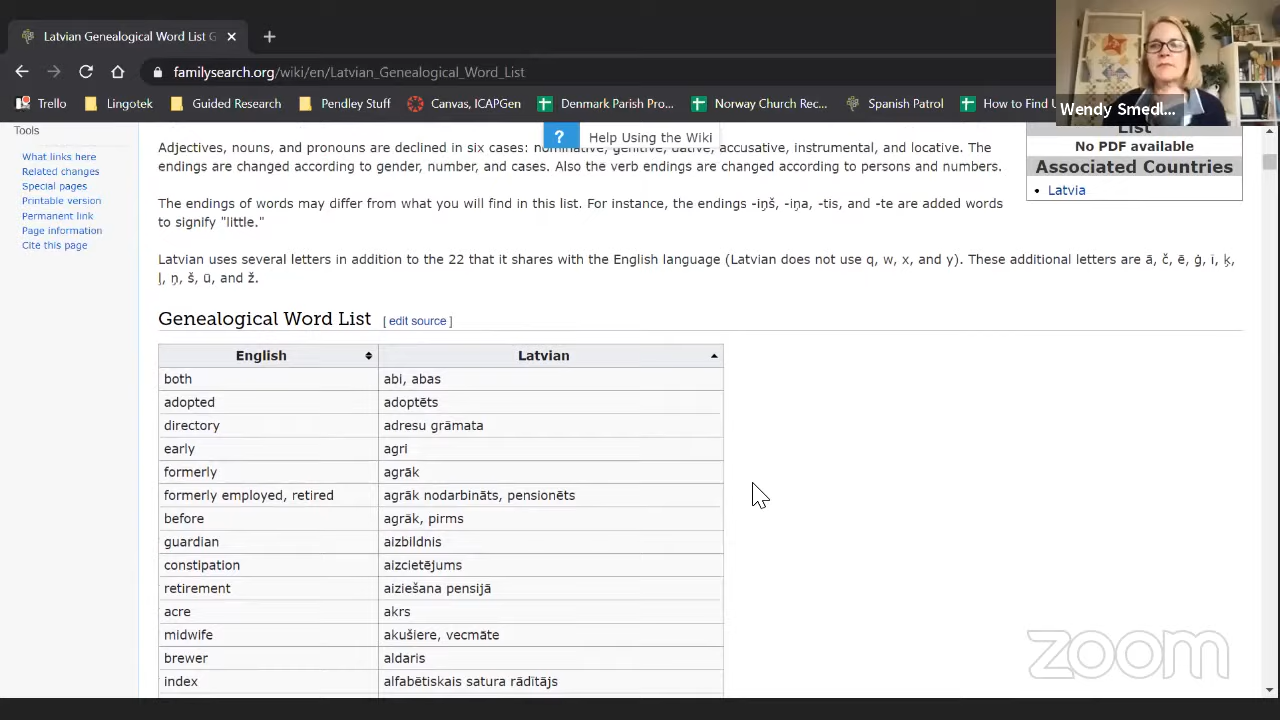 Latvian Genealogical Word List G
familysearch.org/wiki/en/Latvian_Genealogical_Word_List
Trello Lingotek Guided Research Pendley Stuff Canvas, ICAPGen Denmark Parish Pro... Norway Church Rec... Spanish Patrol How to Find U
Wendy Smedl...
Tools
What links here
Related changes
Special pages
Printable version
Permanent link
Page information
Cite this page
? Help Using the Wiki
Adjectives, nouns, and pronouns are declined in six cases: nominative, genitive, dative, accusative, instrumental, and locative. The
endings are changed according to gender, number, and cases. Also the verb endings are changed according to persons and numbers.
The endings of words may differ from what you will find in this list. For instance, the endings -iņš, -iņa, -tis, and -te are added words
to signify "little."
Latvian uses several letters in addition to the 22 that it shares with the English language (Latvian does not use q, w, x, and y). These additional letters are ā, č, ē, ģ, ī, ķ,
ļ, ņ, š, ū, and ž.
List
No PDF available
Associated Countries
• Latvia
Genealogical Word List [ edit source ]
English Latvian
both abi, abas
adopted adoptēts
directory adresu grāmata
early agri
formerly agrāk
formerly employed, retired agrāk nodarbināts, pensionēts
before agrāk, pirms
guardian aizbildnis
constipation aizcietējums
retirement aiziešana pensijā
acre akrs
midwife akušiere, vecmāte
brewer aldaris
index alfabētiskais satura rādītājs
zoom